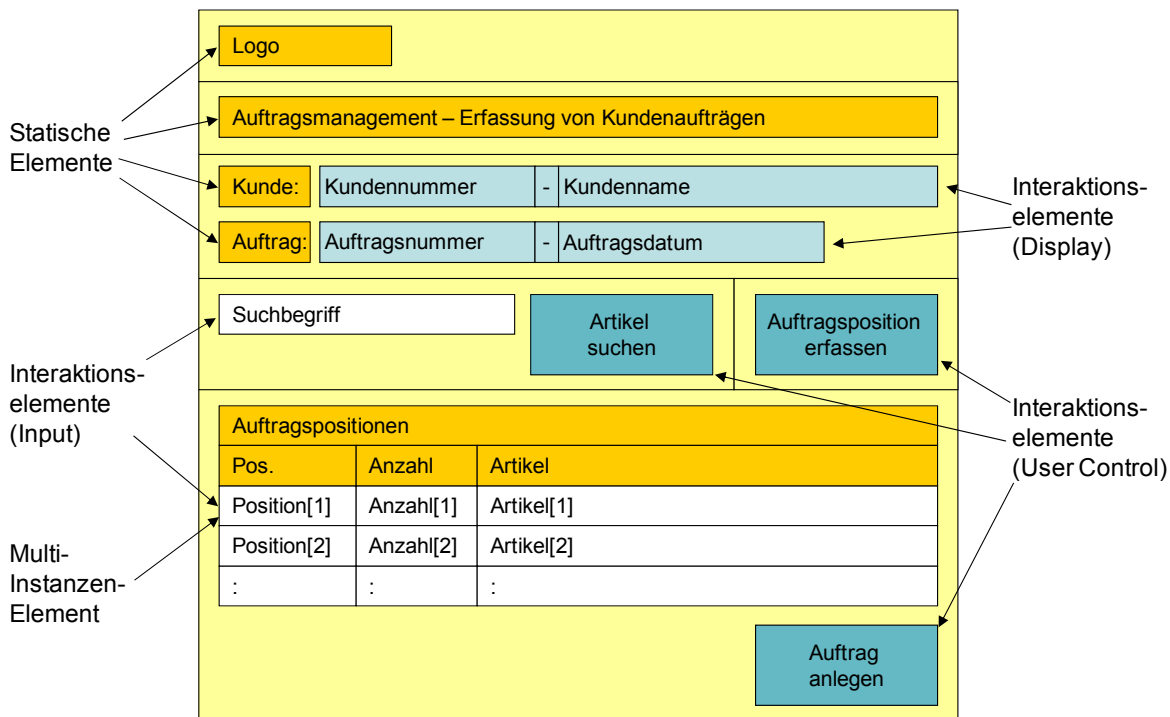 Logo
Auftragsmanagement – Erfassung von Kundenaufträgen
Statische
Elemente
Kunde: Kundennummer - Kundenname
Auftrag: Auftragsnummer - Auftragsdatum
Interaktions-
elemente
(Display)
Suchbegriff
Artikel
suchen
Auftragsposition
erfassen
Interaktions-
elemente
(Input)
Interaktions-
elemente
(User Control)
Auftragspositionen
Pos. Anzahl Artikel
Position[1] Anzahl[1] Artikel[1]
Position[2] Anzahl[2] Artikel[2]
: : :
Multi-
Instanzen-
Element
Auftrag
anlegen